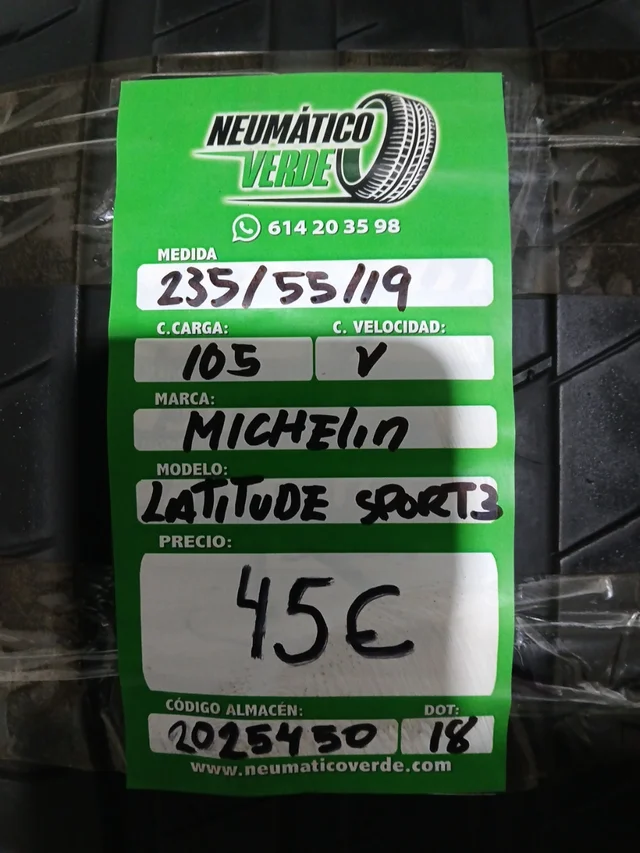 NEUMÁTICO
VERDE
614 20 35 98
MEDIDA
235/55/19
C.CARGA: C. VELOCIDAD:
105 V
MARCA:
MICHELIN
MODELO:
LATITUDE SPORT3
PRECIO:
45€
CÓDIGO ALMACÉN: DOT:
2025450 18
www.neumaticoverde.com